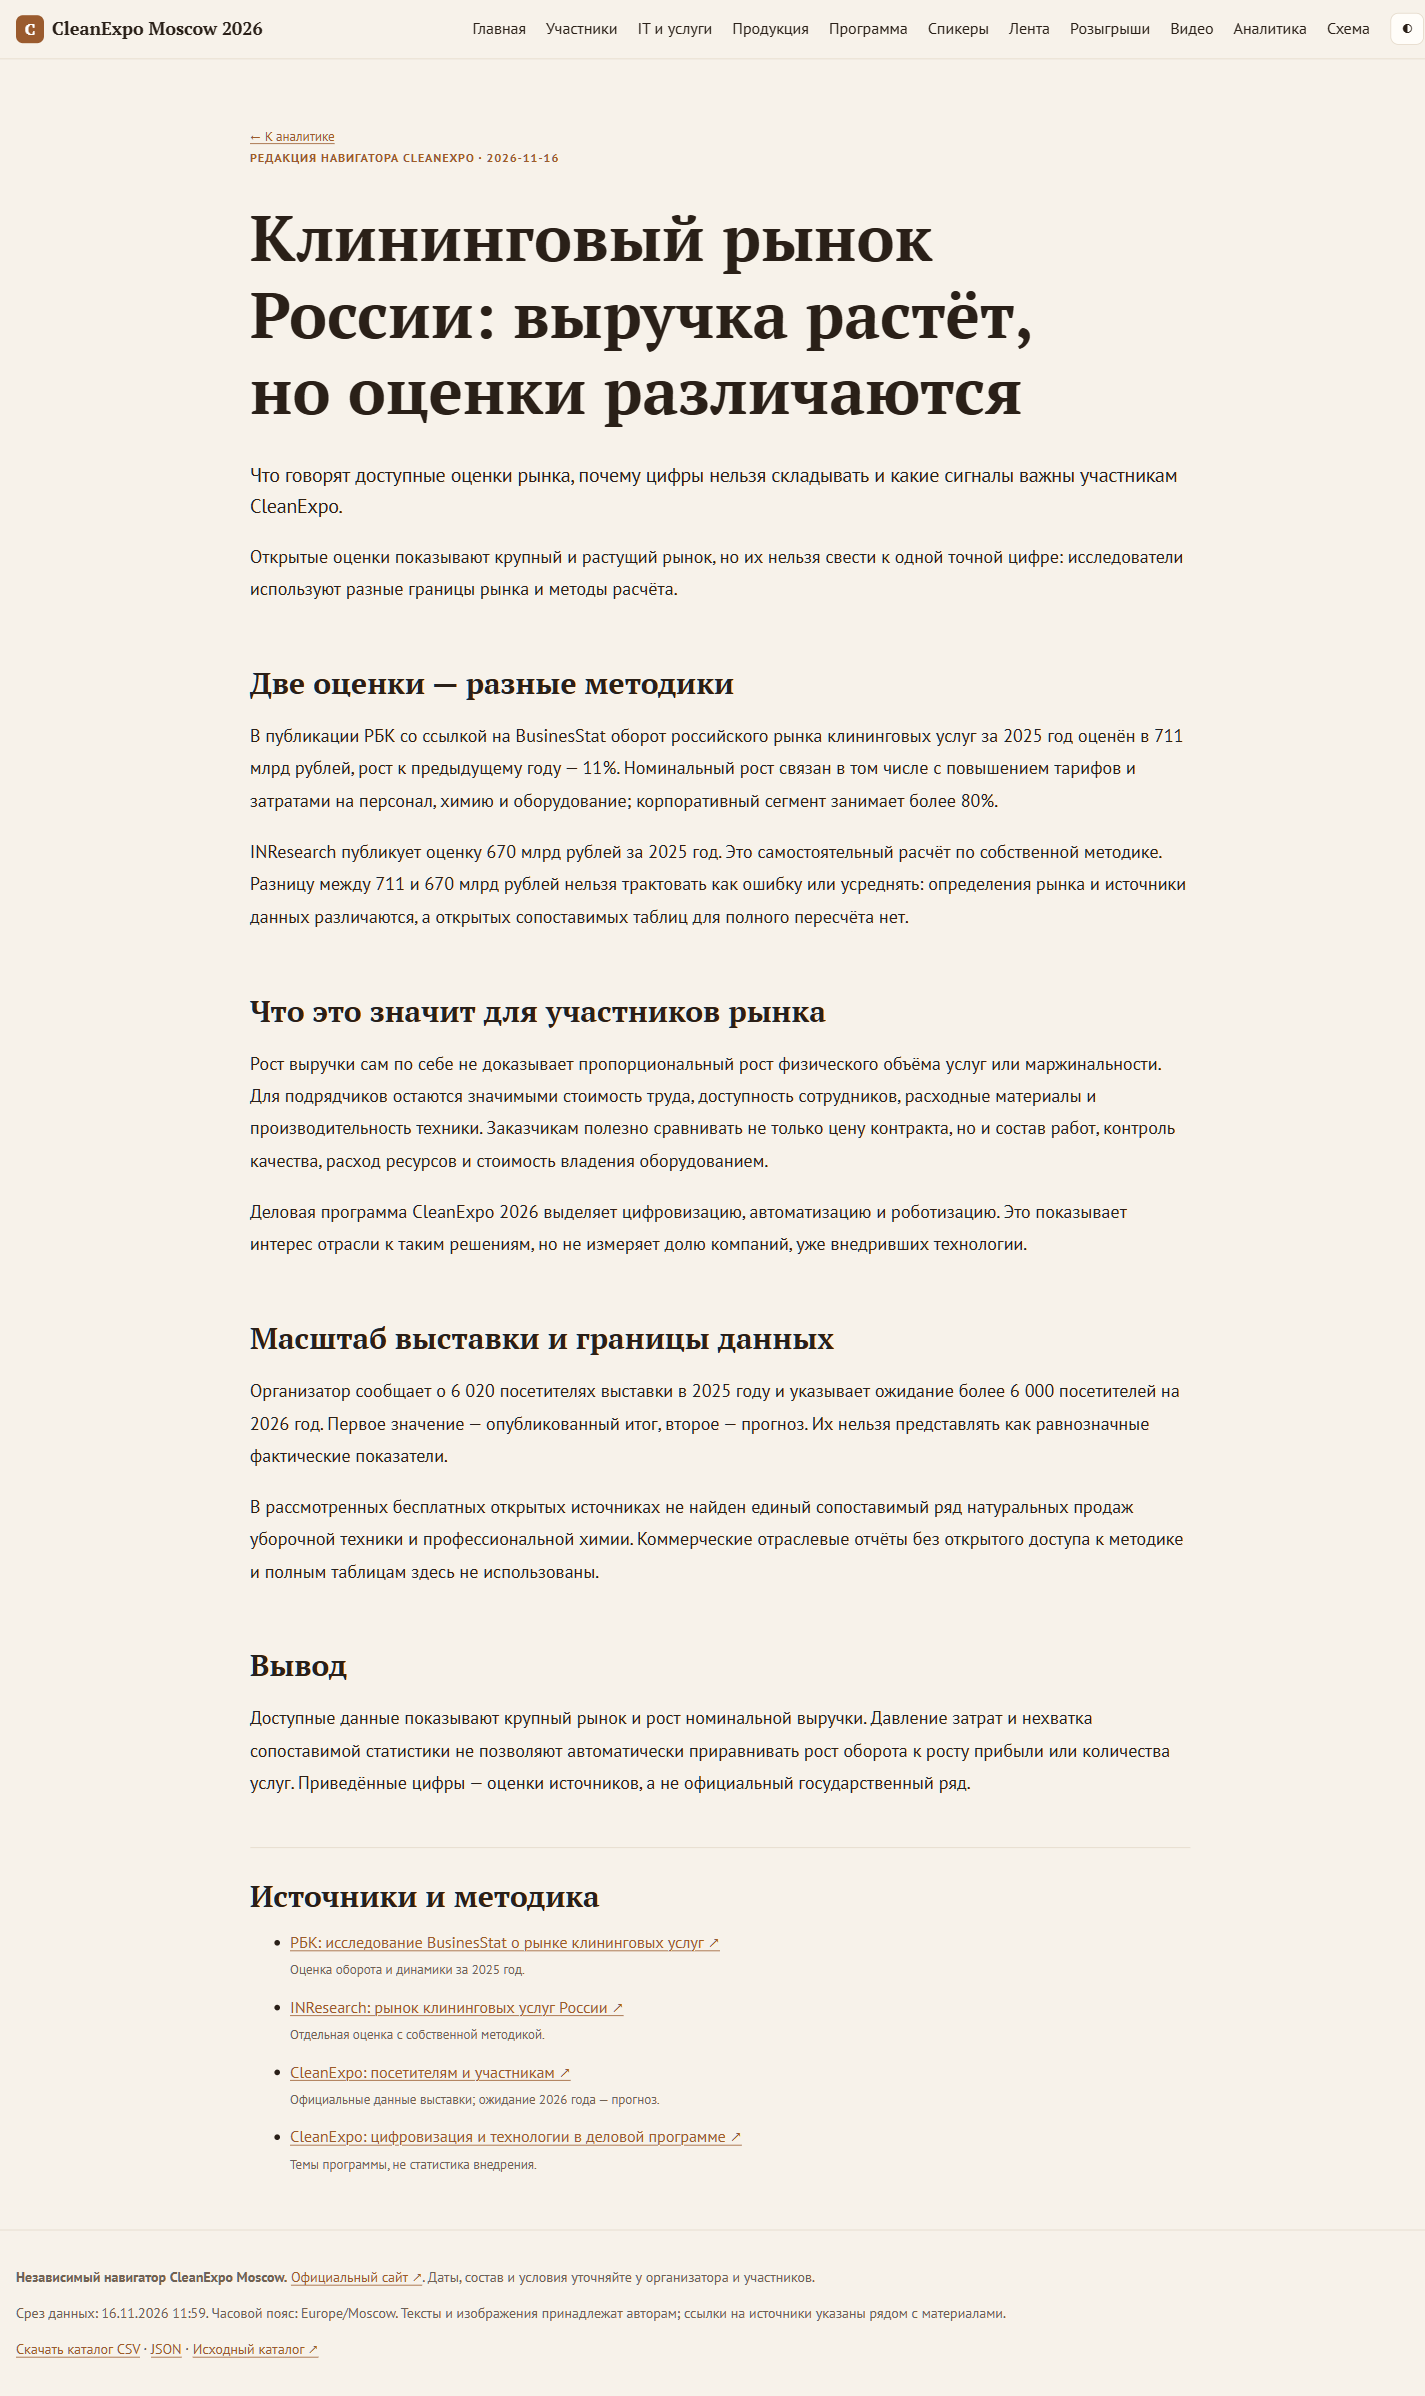 C CleanExpo Moscow 2026
Главная Участники IT и услуги Продукция Программа Спикеры Лента Розыгрыши Видео Аналитика Схема
← К аналитике
РЕДАКЦИЯ НАВИГАТОРА CLEANEXPO · 2026-11-16
Клининговый рынок
России: выручка растёт,
но оценки различаются
Что говорят доступные оценки рынка, почему цифры нельзя складывать и какие сигналы важны участникам
CleanExpo.
Открытые оценки показывают крупный и растущий рынок, но их нельзя свести к одной точной цифре: исследователи
используют разные границы рынка и методы расчёта.
Две оценки — разные методики
В публикации РБК со ссылкой на BusinesStat оборот российского рынка клининговых услуг за 2025 год оценён в 711
млрд рублей, рост к предыдущему году — 11%. Номинальный рост связан в том числе с повышением тарифов и
затратами на персонал, химию и оборудование; корпоративный сегмент занимает более 80%.
INResearch публикует оценку 670 млрд рублей за 2025 год. Это самостоятельный расчёт по собственной методике.
Разницу между 711 и 670 млрд рублей нельзя трактовать как ошибку или усреднять: определения рынка и источники
данных различаются, а открытых сопоставимых таблиц для полного пересчёта нет.
Что это значит для участников рынка
Рост выручки сам по себе не доказывает пропорциональный рост физического объёма услуг или маржинальности.
Для подрядчиков остаются значимыми стоимость труда, доступность сотрудников, расходные материалы и
производительность техники. Заказчикам полезно сравнивать не только цену контракта, но и состав работ, контроль
качества, расход ресурсов и стоимость владения оборудованием.
Деловая программа CleanExpo 2026 выделяет цифровизацию, автоматизацию и роботизацию. Это показывает
интерес отрасли к таким решениям, но не измеряет долю компаний, уже внедривших технологии.
Масштаб выставки и границы данных
Организатор сообщает о 6 020 посетителях выставки в 2025 году и указывает ожидание более 6 000 посетителей на
2026 год. Первое значение — опубликованный итог, второе — прогноз. Их нельзя представлять как равнозначные
фактические показатели.
В рассмотренных бесплатных открытых источниках не найден единый сопоставимый ряд натуральных продаж
уборочной техники и профессиональной химии. Коммерческие отраслевые отчёты без открытого доступа к методике
и полным таблицам здесь не использованы.
Вывод
Доступные данные показывают крупный рынок и рост номинальной выручки. Давление затрат и нехватка
сопоставимой статистики не позволяют автоматически приравнивать рост оборота к росту прибыли или количества
услуг. Приведённые цифры — оценки источников, а не официальный государственный ряд.
Источники и методика
• РБК: исследование BusinesStat о рынке клининговых услуг ↗
Оценка оборота и динамики за 2025 год.
• INResearch: рынок клининговых услуг России ↗
Отдельная оценка с собственной методикой.
• CleanExpo: посетителям и участникам ↗
Официальные данные выставки; ожидание 2026 года — прогноз.
• CleanExpo: цифровизация и технологии в деловой программе ↗
Темы программы, не статистика внедрения.
Независимый навигатор CleanExpo Moscow. Официальный сайт ↗. Даты, состав и условия уточняйте у организатора и участников.
Срез данных: 16.11.2026 11:59. Часовой пояс: Europe/Moscow. Тексты и изображения принадлежат авторам; ссылки на источники указаны рядом с материалами.
Скачать каталог CSV · JSON · Исходный каталог ↗